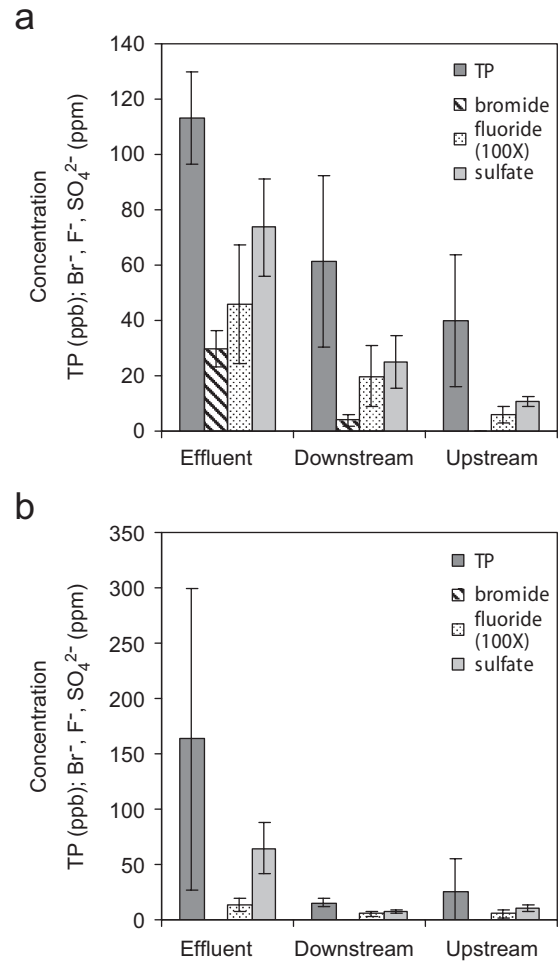 a
Concentration
TP (ppb); Br⁻, F⁻, SO₄²⁻ (ppm)
140
120
100
80
60
40
20
0
TP
bromide
fluoride
(100X)
sulfate
Effluent Downstream Upstream
b
Concentration
TP (ppb); Br⁻, F⁻, SO₄²⁻ (ppm)
350
300
250
200
150
100
50
0
TP
bromide
fluoride
(100X)
sulfate
Effluent Downstream Upstream